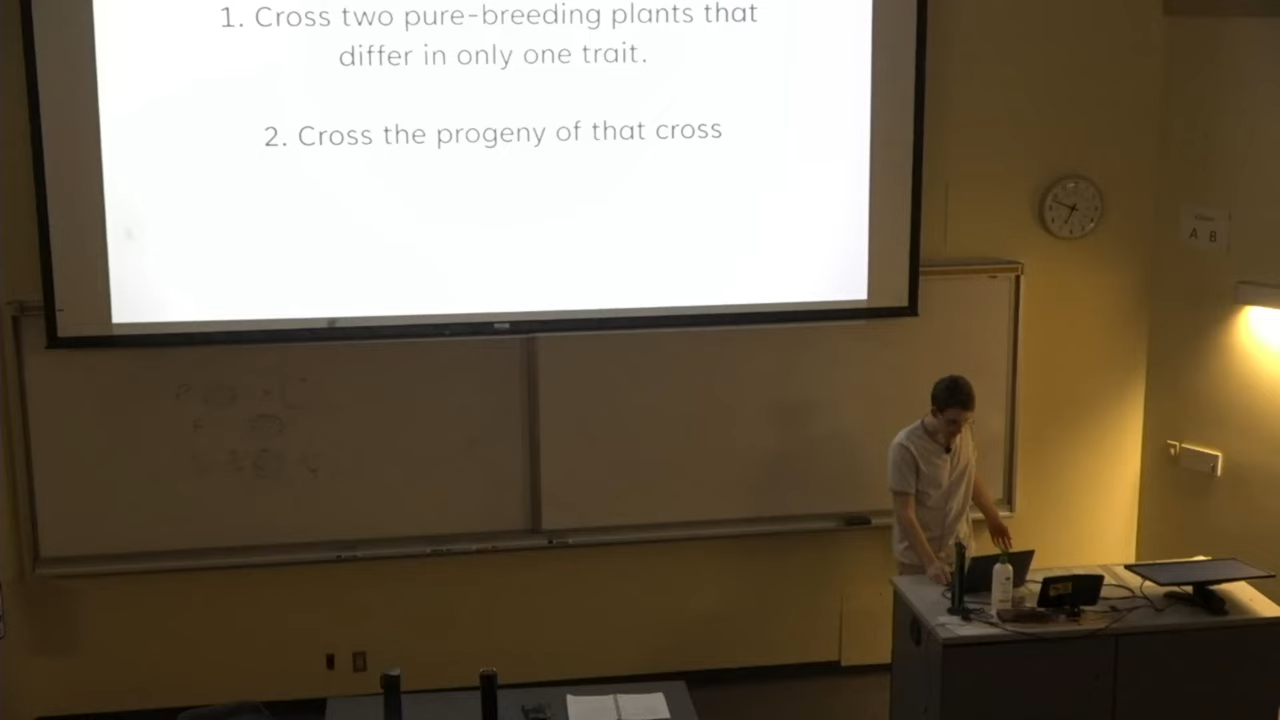 1. Cross two pure-breeding plants that
differ in only one trait.
2. Cross the progeny of that cross
A B
P
F